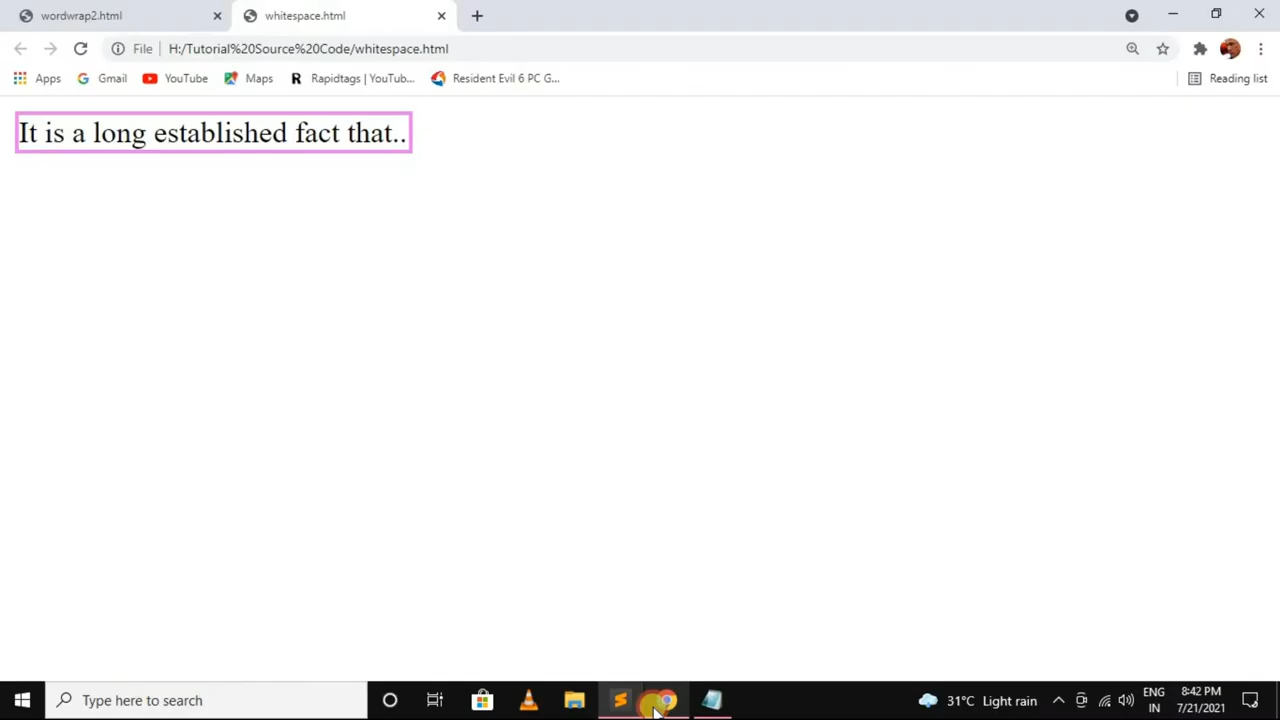 wordwrap2.html
whitespace.html
File
H:/Tutorial%20Source%20Code/whitespace.html
Apps
Gmail
YouTube
Maps
Rapidtags | YouTub...
Resident Evil 6 PC G...
Reading list
It is a long established fact that..
Type here to search
31°C Light rain
ENG
IN
8:42 PM
7/21/2021